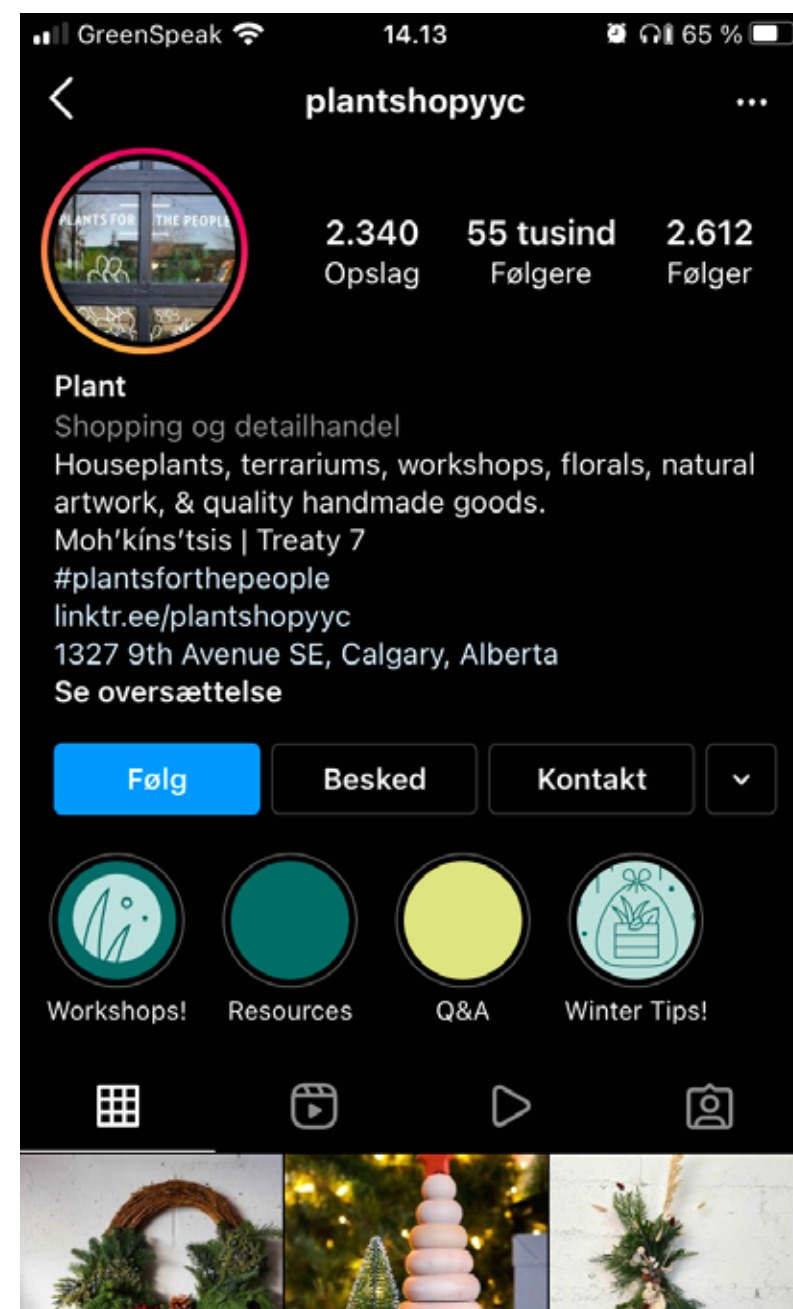 GreenSpeak 14.13 65 %
plantshopyyc
PLANTS FOR THE PEOPLE
2.340 55 tusind 2.612
Opslag Følgere Følger
Plant
Shopping og detailhandel
Houseplants, terrariums, workshops, florals, natural
artwork, & quality handmade goods.
Moh’kíns’tsis | Treaty 7
#plantsforthepeople
linktr.ee/plantshopyyc
1327 9th Avenue SE, Calgary, Alberta
Se oversættelse
Følg Besked Kontakt
Workshops! Resources Q&A Winter Tips!